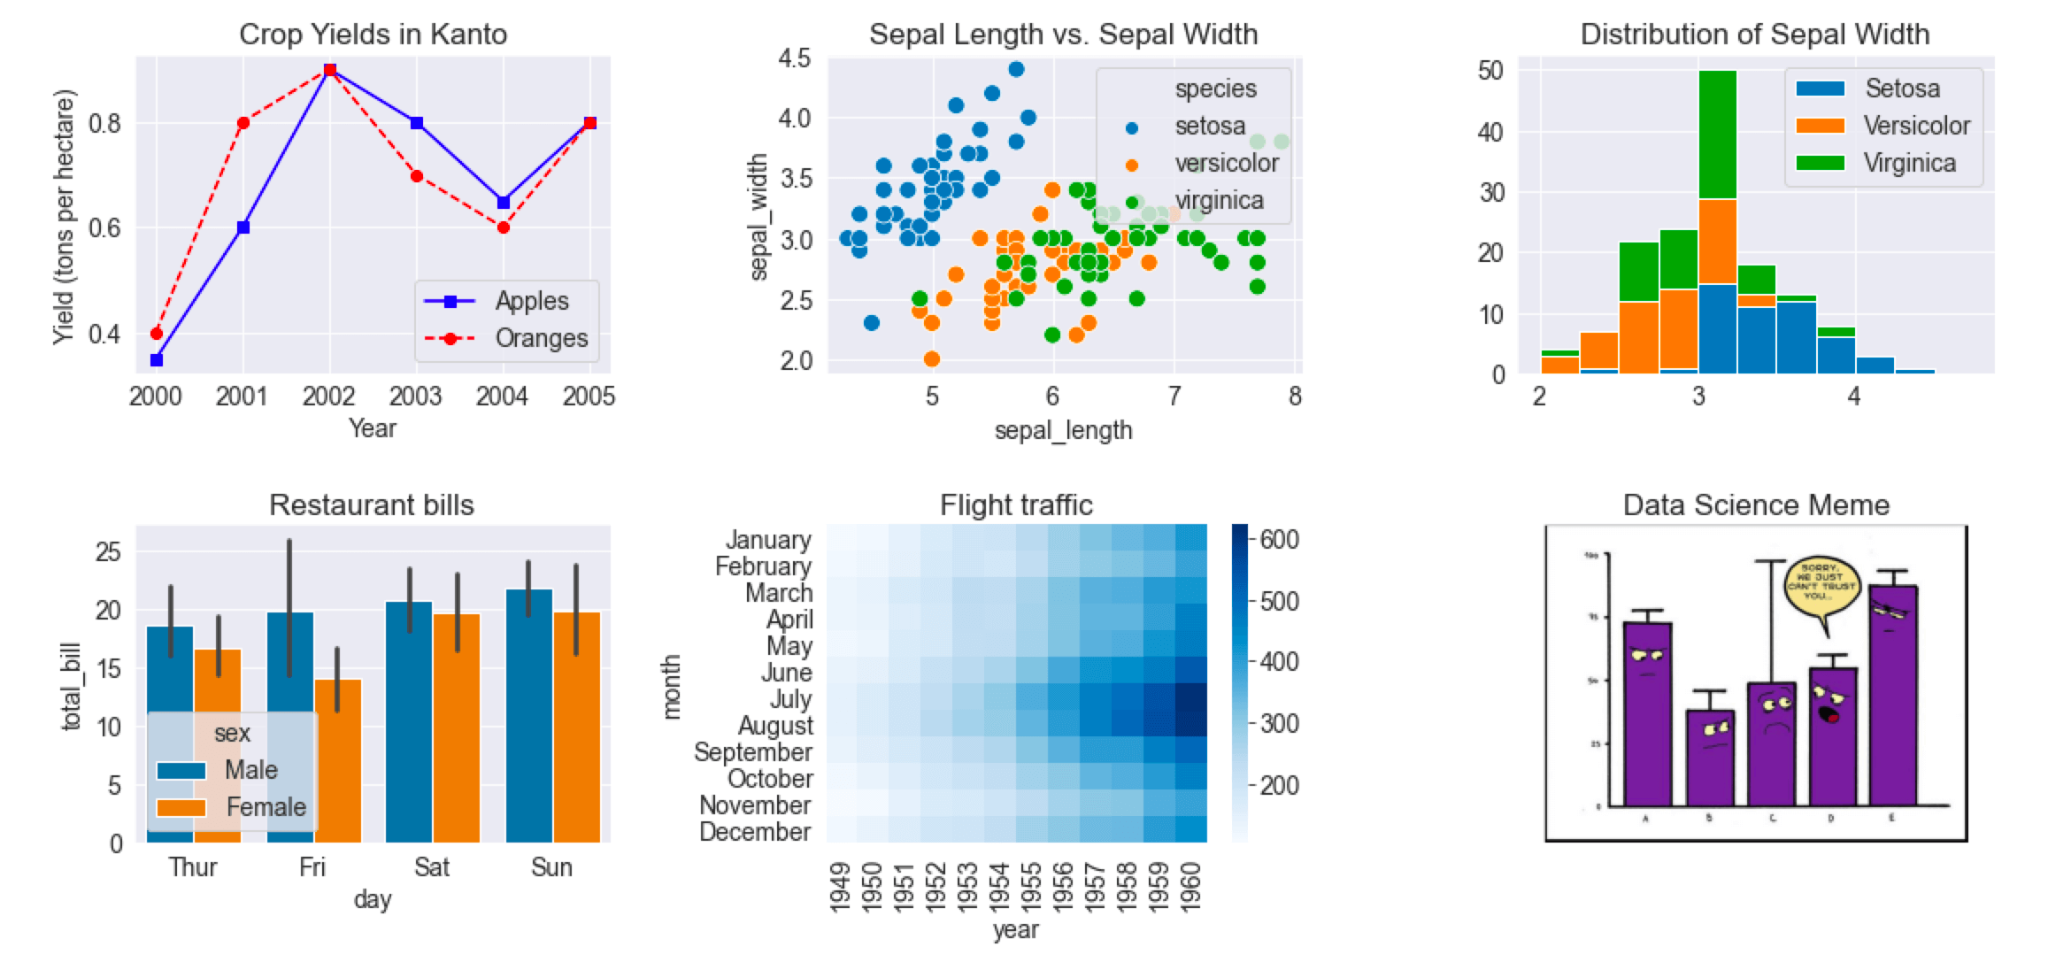 Crop Yields in Kanto
Yield (tons per hectare)
0.8
0.6
0.4
Apples
Oranges
2000 2001 2002 2003 2004 2005
Year
Sepal Length vs. Sepal Width
sepal_width
4.5
4.0
3.5
3.0
2.5
2.0
species
setosa
versicolor
virginica
5 6 7 8
sepal_length
Distribution of Sepal Width
50
40
30
20
10
0
Setosa
Versicolor
Virginica
2 3 4
Restaurant bills
total_bill
25
20
15
10
5
0
sex
Male
Female
Thur Fri Sat Sun
day
Flight traffic
month
January
February
March
April
May
June
July
August
September
October
November
December
1949 1950 1951 1952 1953 1954 1955 1956 1957 1958 1959 1960
year
600
500
400
300
200
Data Science Meme
SORRY,
WE JUST
CAN'T TRUST
YOU..
0
A B C D E